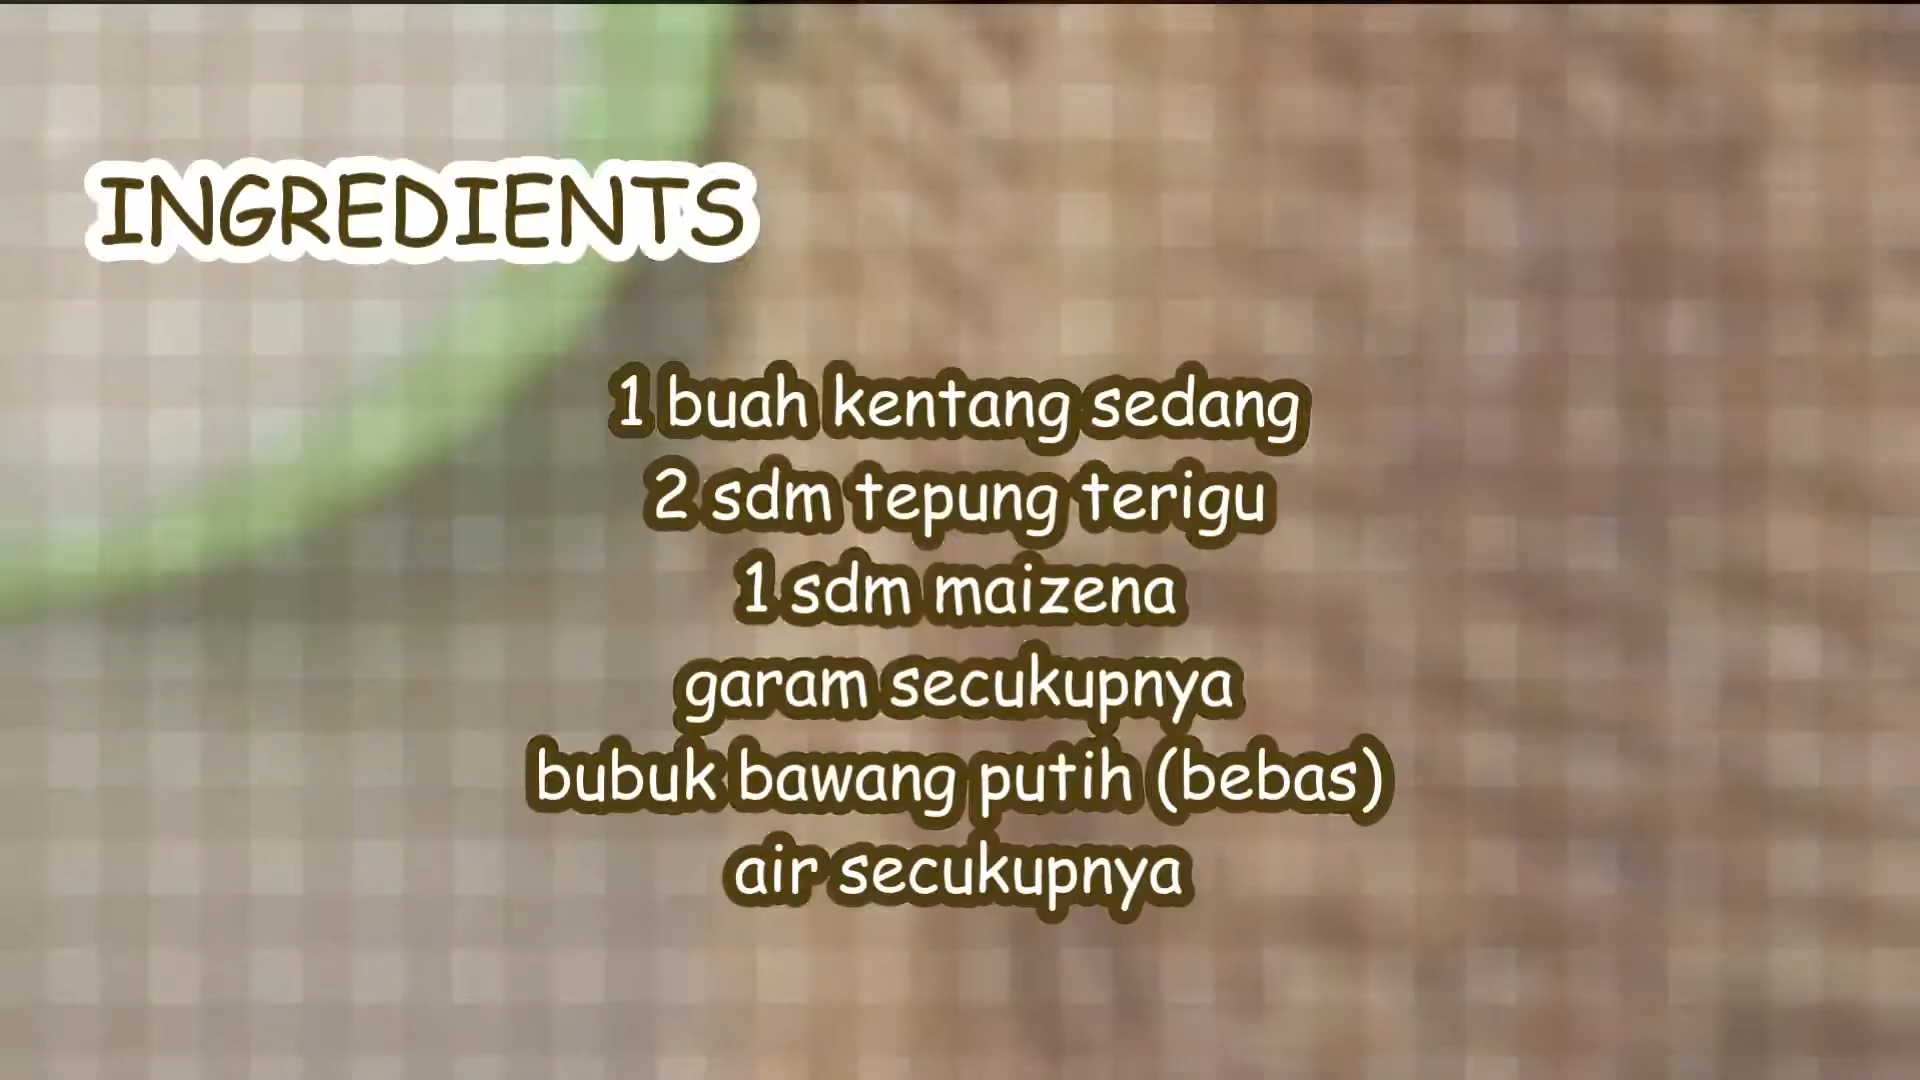 INGREDIENTS
1 buah kentang sedang
2 sdm tepung terigu
1 sdm maizena
garam secukupnya
bubuk bawang putih (bebas)
air secukupnya